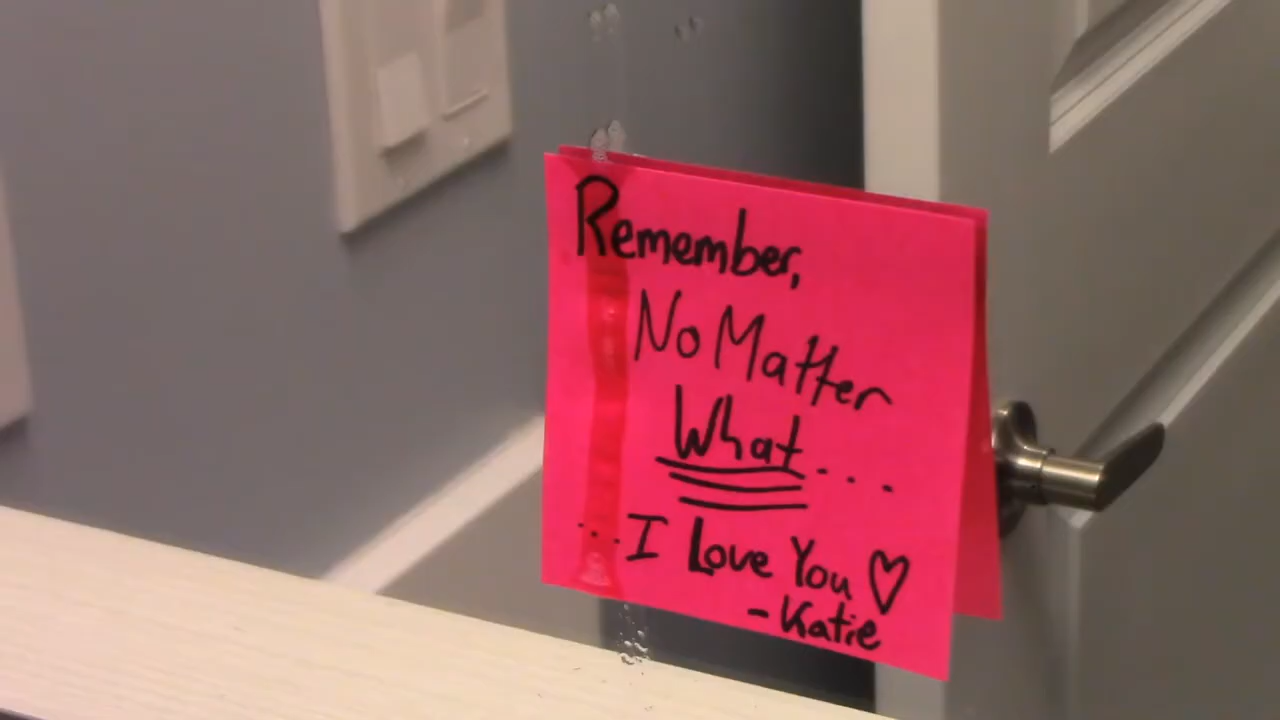 Remember,
No Matter
What...
...I Love You ♡
-Katie